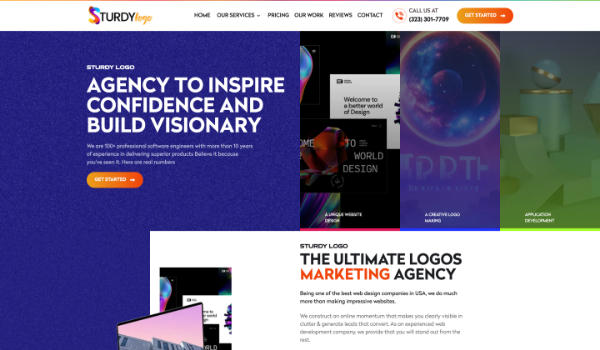 STURDY logo
HOME OUR SERVICES PRICING OUR WORK REVIEWS CONTACT
CALL US AT
(323) 301-7709
GET STARTED
STURDY LOGO
AGENCY TO INSPIRE
CONFIDENCE AND
BUILD VISIONARY
We are 100+ professional software engineers with more than 10 years
of experience in delivering superior products Believe it because
you've seen it. Here are real numbers
GET STARTED
Welcome to
a better world
of Design
TO
WORLD
DESIGN
A UNIQUE WEBSITE
DESIGN
A CREATIVE LOGO
MAKING
APPLICATION
DEVELOPMENT
STURDY LOGO
THE ULTIMATE LOGOS
MARKETING AGENCY
Being one of the best web design companies in USA, we do much
more than making impressive websites.
We construct an online momentum that makes you clearly visible in
clutter & generate leads that convert. As an experienced web
development company, we provide that you will stand out from the
rest.